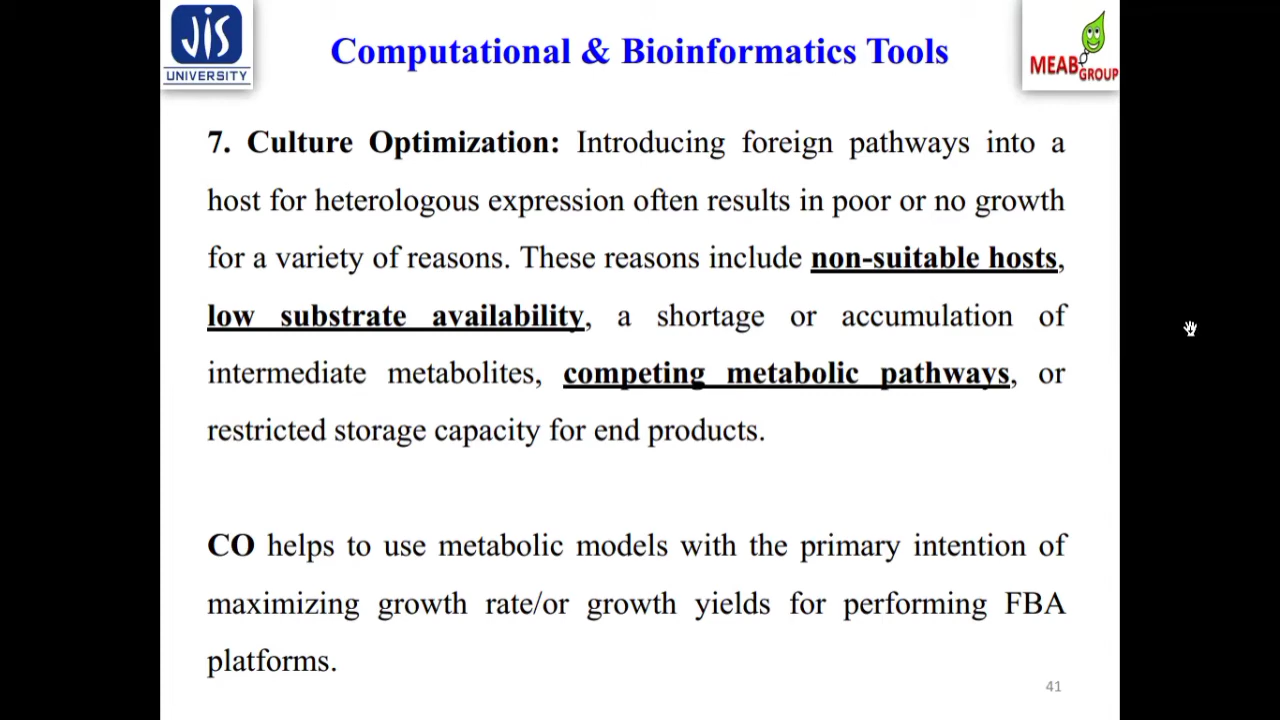 JIS
UNIVERSITY
Computational & Bioinformatics Tools
MEAB GROUP
7. Culture Optimization: Introducing foreign pathways into a
host for heterologous expression often results in poor or no growth
for a variety of reasons. These reasons include non-suitable hosts,
low substrate availability, a shortage or accumulation of
intermediate metabolites, competing metabolic pathways, or
restricted storage capacity for end products.
CO helps to use metabolic models with the primary intention of
maximizing growth rate/or growth yields for performing FBA
platforms.
41